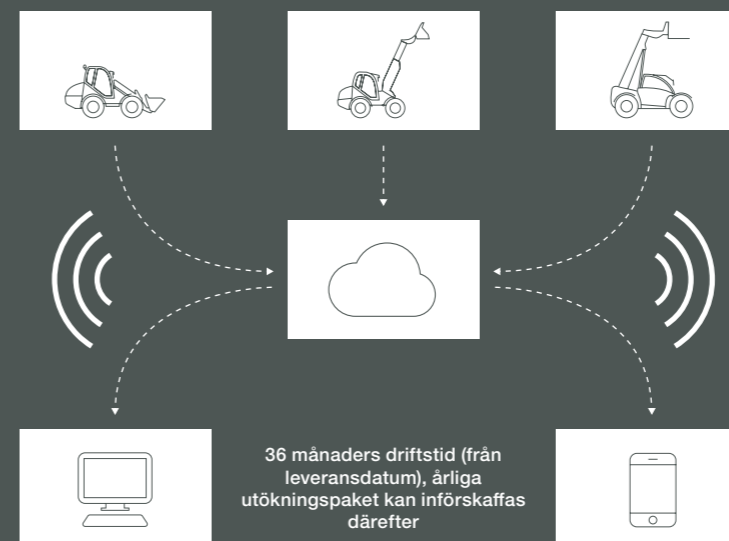 36 månaders driftstid (från
leveransdatum), årliga
utökningspaket kan införskaffas
därefter